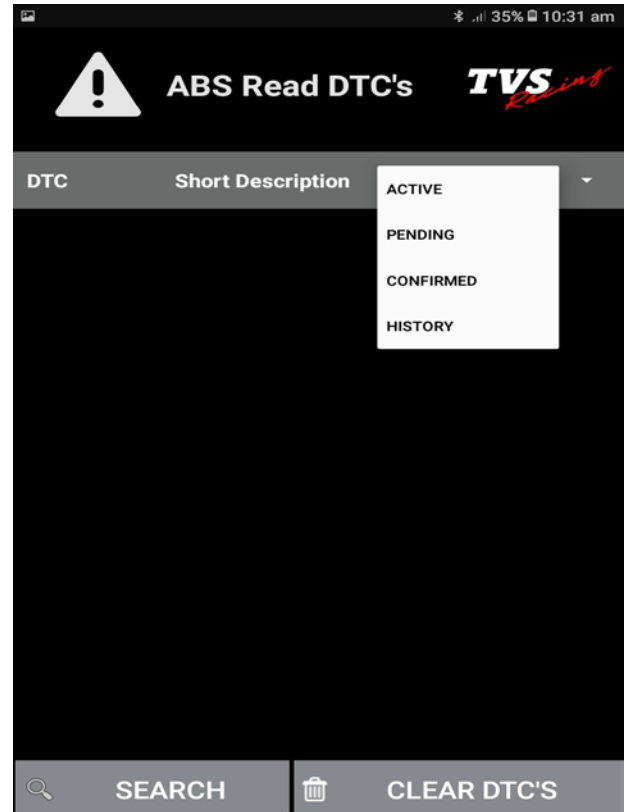 35% 10:31 am
ABS Read DTC's
TVS
Racing
DTC Short Description
ACTIVE
PENDING
CONFIRMED
HISTORY
SEARCH CLEAR DTC'S